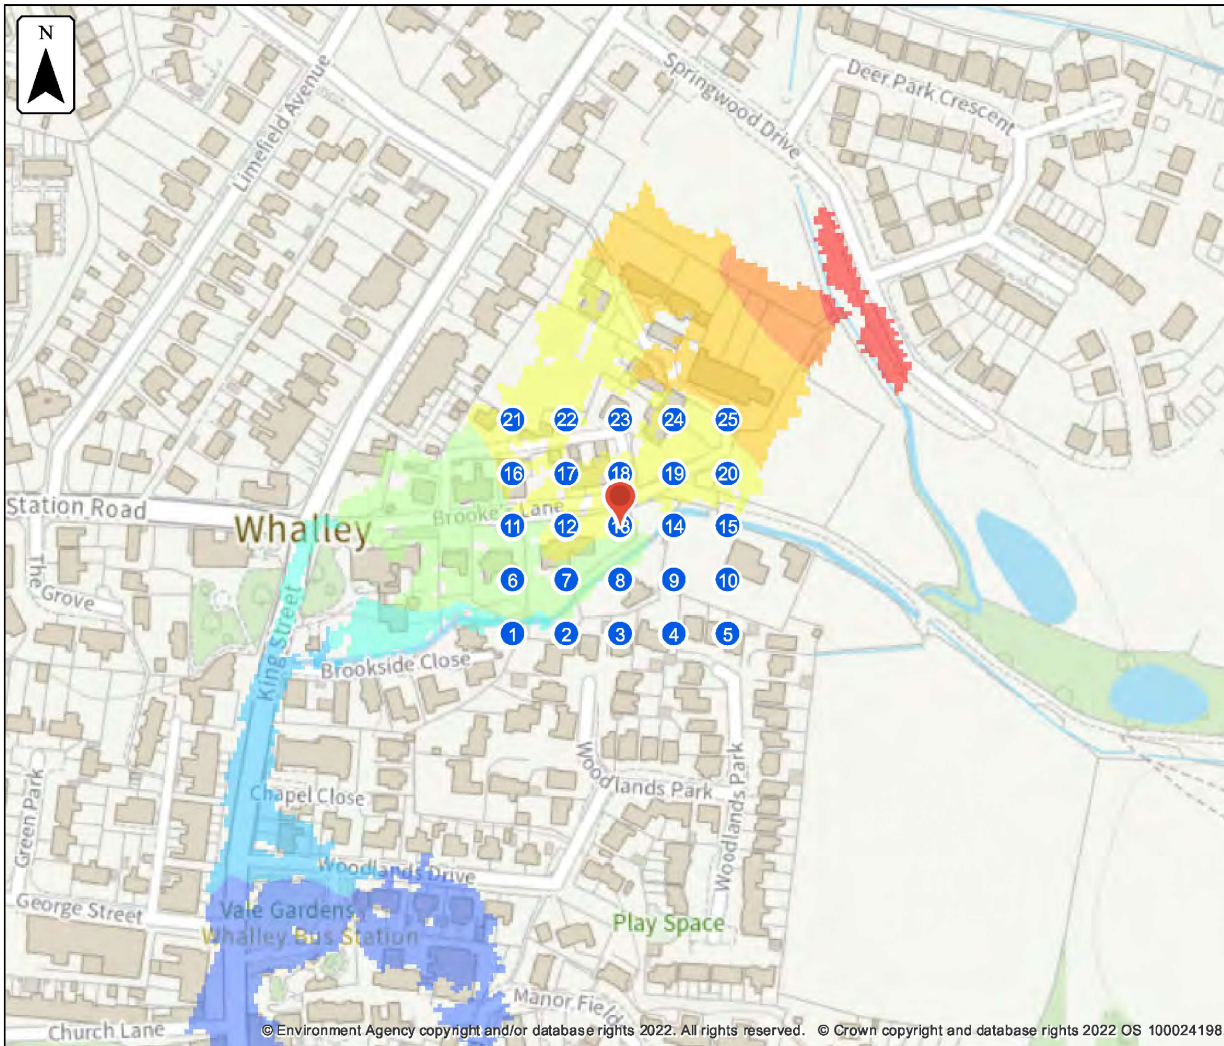 N
Springwood Drive
Deer Park Crescent
Limefield Avenue
21 22 23 24 25
16 17 18 19 20
Station Road
Whalley
Brooke's Lane
11 12 13 14 15
The Grove
6 7 8 9 10
King Street
1 2 3 4 5
Brookside Close
Woodlands Park
Woodlands Park
Chapel Close
Green Park
Woodlands Drive
George Street
Vale Gardens
Whalley Bus Station
Play Space
Manor Field
Church Lane
© Environment Agency copyright and/or database rights 2022. All rights reserved. © Crown copyright and database rights 2022 OS 100024198